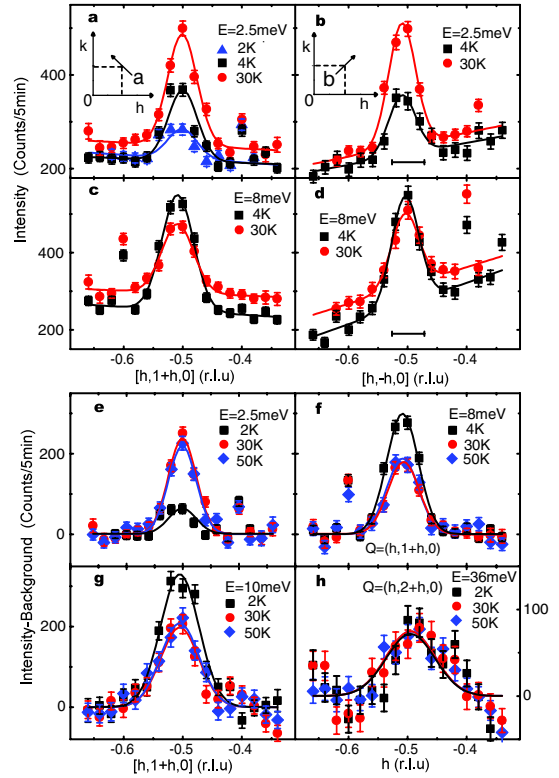 a
E=2.5meV
2K
4K
30K
k
a
0
h
b
E=2.5meV
4K
30K
k
b
0
h
400
200
c
E=8meV
4K
30K
d
E=8meV
4K
30K
400
200
Intensity (Counts/5min)
-0.6
-0.5
-0.4
-0.6
-0.5
-0.4
[h,1+h,0] (r.l.u)
[h,-h,0] (r.l.u)
e
E=2.5meV
2K
30K
50K
f
E=8meV
4K
30K
50K
Q=(h,1+h,0)
200
0
g
E=10meV
2K
30K
50K
h
E=36meV
Q=(h,2+h,0)
2K
30K
50K
200
0
100
0
Intensity-Background (Counts/5min)
-0.6
-0.5
-0.4
-0.6
-0.5
-0.4
[h,1+h,0] (r.l.u)
h (r.l.u)